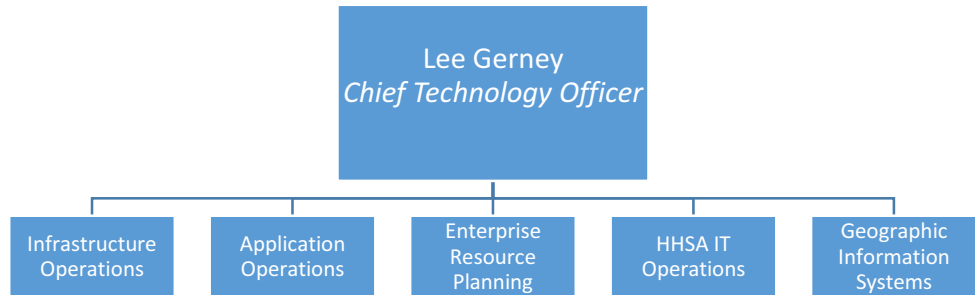 Lee Gerney
Chief Technology Officer
Infrastructure
Operations
Application
Operations
Enterprise
Resource
Planning
HHSA IT
Operations
Geographic
Information
Systems